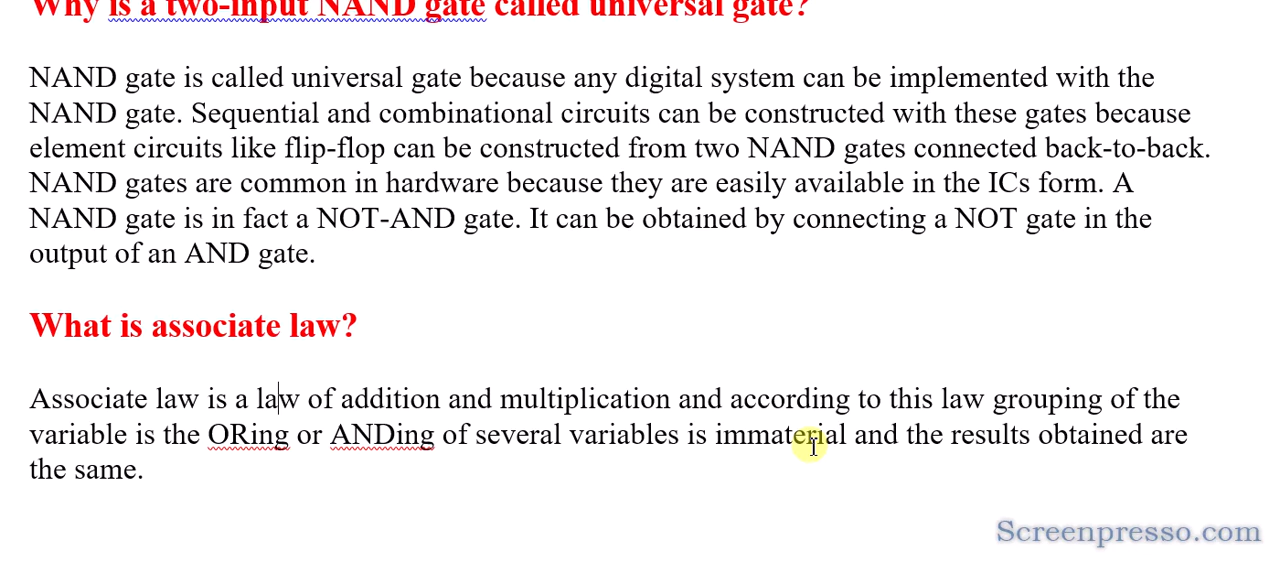 Why is a two-input NAND gate called universal gate?
NAND gate is called universal gate because any digital system can be implemented with the
NAND gate. Sequential and combinational circuits can be constructed with these gates because
element circuits like flip-flop can be constructed from two NAND gates connected back-to-back.
NAND gates are common in hardware because they are easily available in the ICs form. A
NAND gate is in fact a NOT-AND gate. It can be obtained by connecting a NOT gate in the
output of an AND gate.
What is associate law?
Associate law is a law of addition and multiplication and according to this law grouping of the
variable is the ORing or ANDing of several variables is immaterial and the results obtained are
the same.
Screenpresso.com